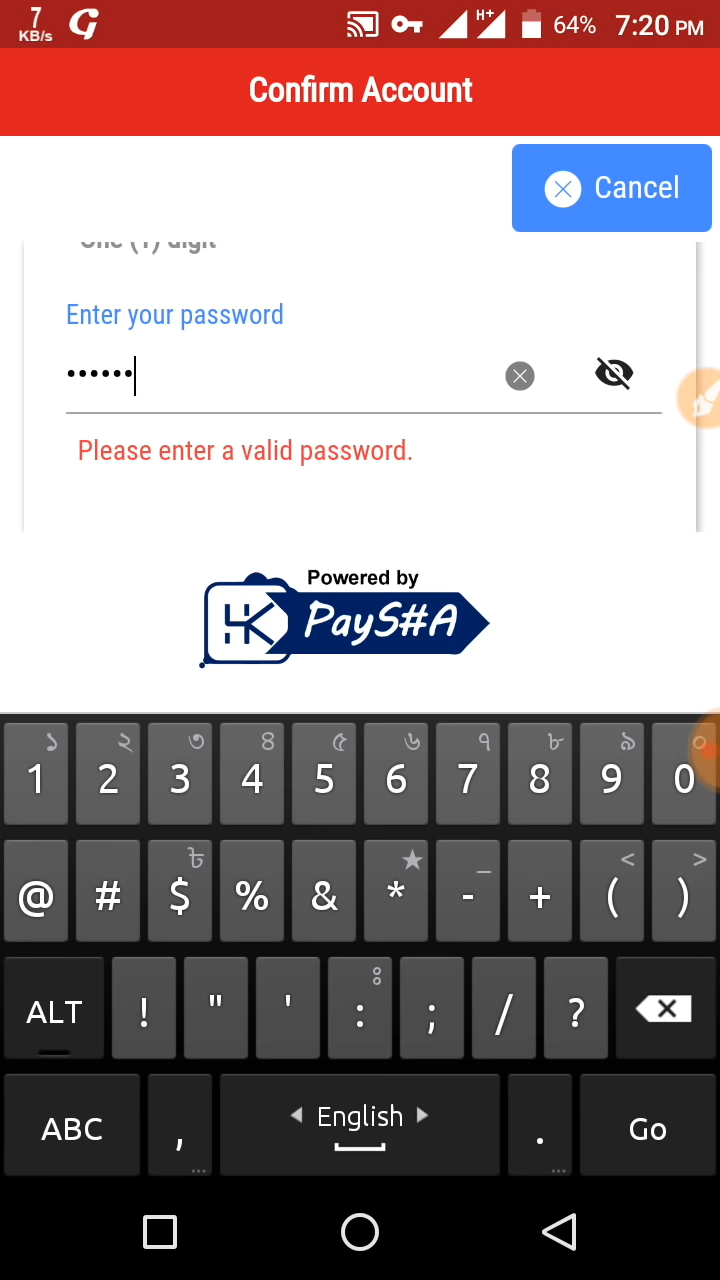 7
KB/s
H+
64%
7:20 PM
Confirm Account
Cancel
One (1) digit
Enter your password
••••••
Please enter a valid password.
Powered by
PayS#A
১ ২ ৩ ৪ ৫ ৬ ৭ ৮ ৯ ০
1 2 3 4 5 6 7 8 9 0
৳ ★ _ < >
@ # $ % & * - + ( )
ALT ! " ' : ; / ?
ABC , ◀ English ▶ . Go